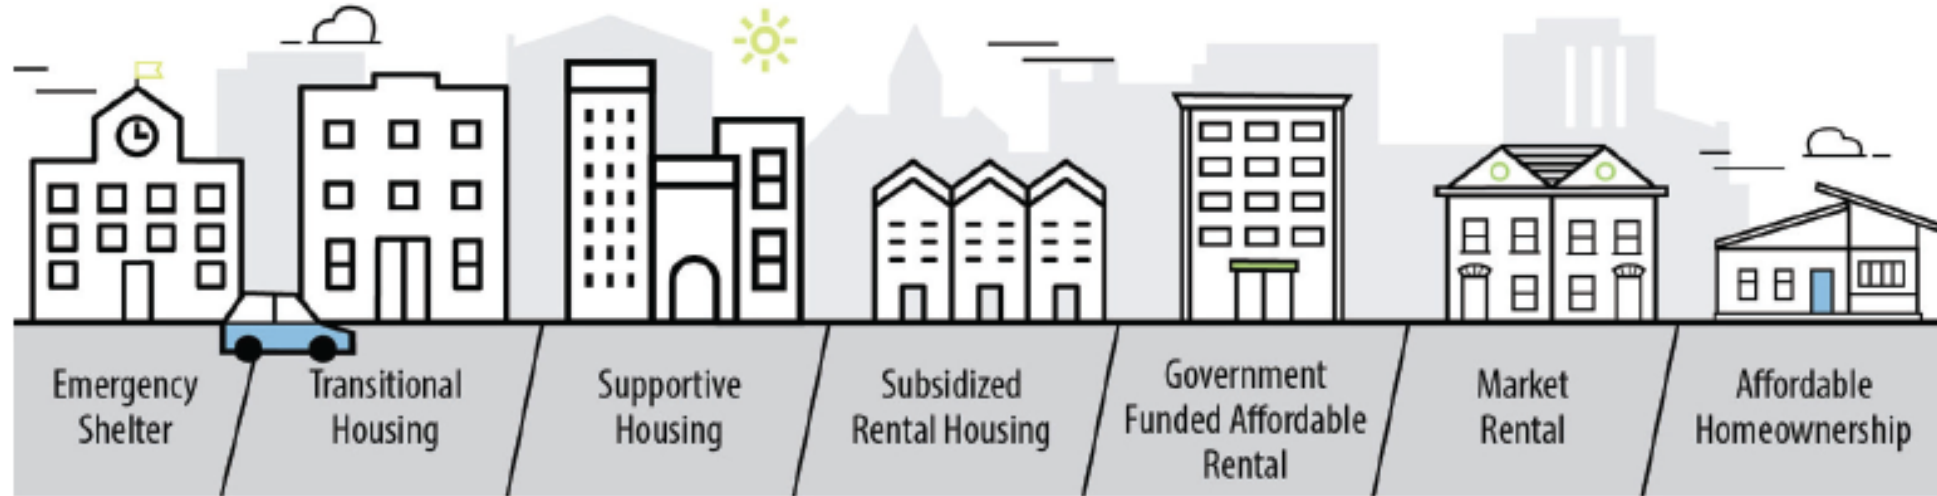 Emergency
Shelter
Transitional
Housing
Supportive
Housing
Subsidized
Rental Housing
Government
Funded Affordable
Rental
Market
Rental
Affordable
Homeownership